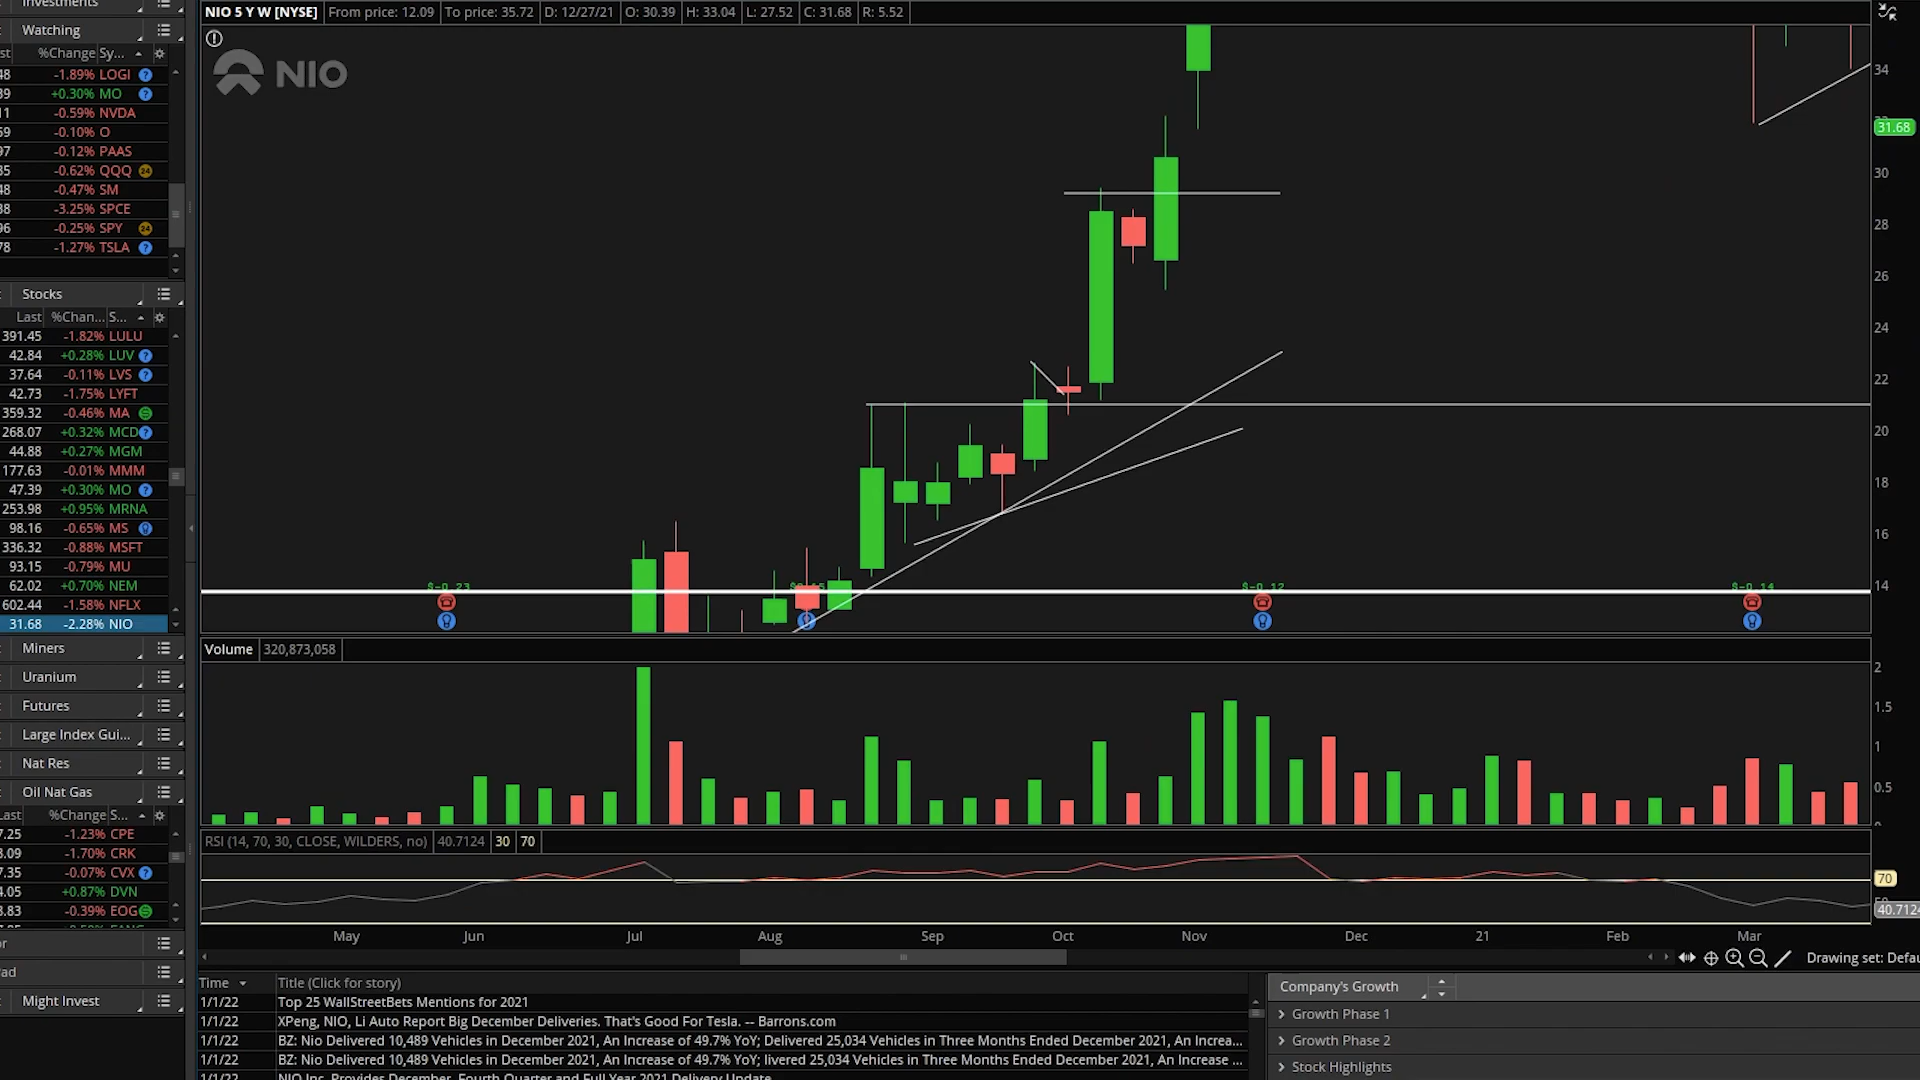 Investments
NIO 5 Y W [NYSE] From price: 12.09 To price: 35.72 D: 12/27/21 O: 30.39 H: 33.04 L: 27.52 C: 31.68 R: 5.52
Watching
%Change Sy...
NIO
48 -1.89% LOGI
39 +0.30% MO
11 -0.59% NVDA
59 -0.10% O
97 -0.12% PAAS
35 -0.62% QQQ
48 -0.47% SM
38 -3.25% SPCE
96 -0.25% SPY
78 -1.27% TSLA
34
31.68
30
28
26
24
22
20
18
16
14
Stocks
Last %Chan... S...
391.45 -1.82% LULU
42.84 +0.28% LUV
37.64 -0.11% LVS
42.73 -1.75% LYFT
359.32 -0.46% MA
268.07 +0.32% MCD
44.88 +0.27% MGM
177.63 -0.01% MMM
47.39 +0.30% MO
253.98 +0.95% MRNA
98.16 -0.65% MS
336.32 -0.88% MSFT
93.15 -0.79% MU
62.02 +0.70% NEM
602.44 -1.58% NFLX
31.68 -2.28% NIO
$-0.23 $-0.12 $-0.14
Miners
Uranium
Futures
Large Index Gui...
Nat Res
Oil Nat Gas
Last %Change S...
7.25 -1.23% CPE
3.09 -1.70% CRK
7.35 -0.07% CVX
4.05 +0.87% DVN
3.83 -0.39% EOG
Might Invest
Volume 320,873,058
2
1.5
1
0.5
RSI (14, 70, 30, CLOSE, WILDERS, no) 40.7124 30 70
70
40.7124
May Jun Jul Aug Sep Oct Nov Dec 21 Feb Mar
Drawing set: Defau
Time Title (Click for story)
1/1/22 Top 25 WallStreetBets Mentions for 2021
1/1/22 XPeng, NIO, Li Auto Report Big December Deliveries. That's Good For Tesla. -- Barrons.com
1/1/22 BZ: Nio Delivered 10,489 Vehicles in December 2021, An Increase of 49.7% YoY; Delivered 25,034 Vehicles in Three Months Ended December 2021, An Increa...
1/1/22 BZ: Nio Delivered 10,489 Vehicles in December 2021, An Increase of 49.7% YoY; livered 25,034 Vehicles in Three Months Ended December 2021, An Increase ...
NIO Inc. Provides December, Fourth Quarter and Full Year 2021 Delivery Update
Company's Growth
Growth Phase 1
Growth Phase 2
Stock Highlights